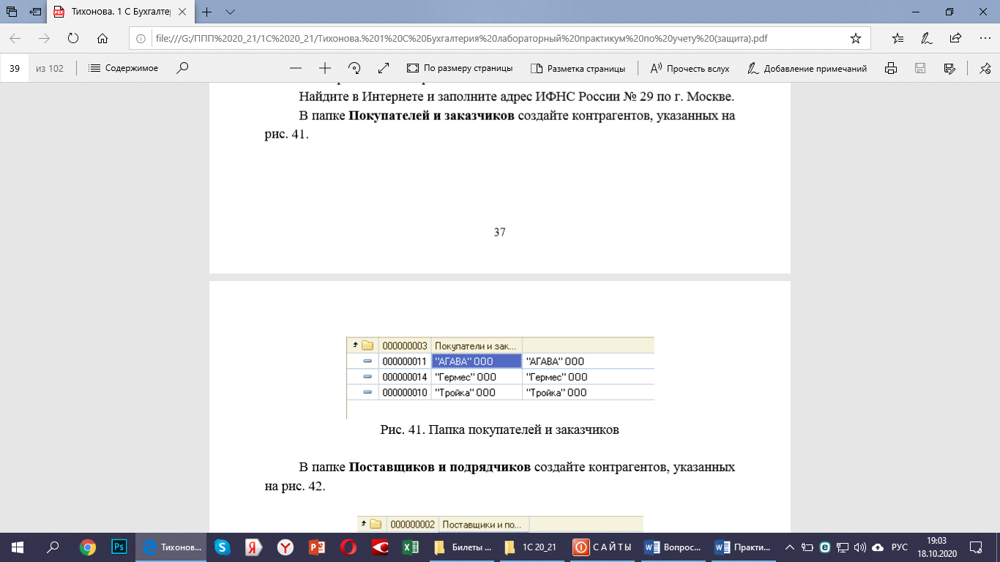 Тихонова. 1 С Бухгалтер
file:///G:/ППП%2020_21/1С%2020_21/Тихонова.%201%20С%20Бухгалтерия%20лабораторный%20практикум%20по%20учету%20(защита).pdf
39 из 102 Содержимое По размеру страницы Разметка страницы Прочесть вслух Добавление примечаний
Найдите в Интернете и заполните адрес ИФНС России № 29 по г. Москве.
В папке Покупателей и заказчиков создайте контрагентов, указанных на
рис. 41.
37
000000003 Покупатели и зак...
000000011 "АГАВА" ООО "АГАВА" ООО
000000014 "Гермес" ООО "Гермес" ООО
000000010 "Тройка" ООО "Тройка" ООО
Рис. 41. Папка покупателей и заказчиков
В папке Поставщиков и подрядчиков создайте контрагентов, указанных
на рис. 42.
000000002 Поставщики и по...
Тихонов... Билеты ... 1С 20_21 С А Й Т Ы Вопрос... Практи... РУС 19:03
18.10.2020